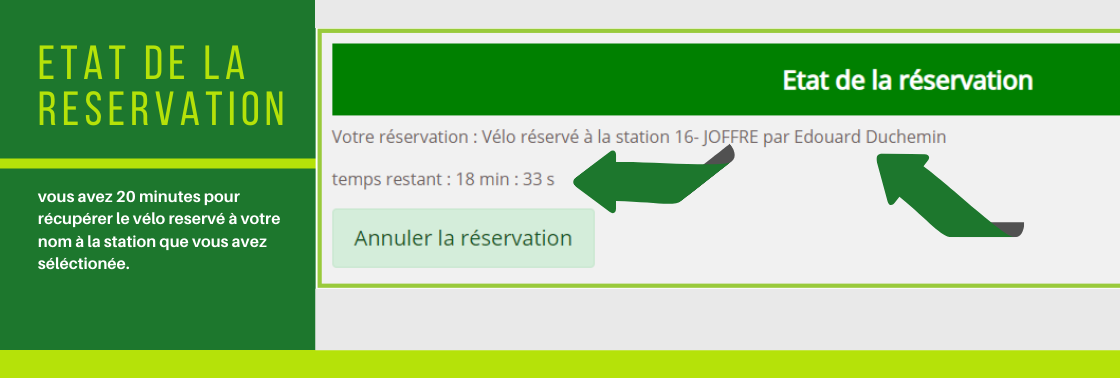 ETAT DE LA
RESERVATION
vous avez 20 minutes pour
récupérer le vélo reservé à votre
nom à la station que vous avez
séléctionée.
Etat de la réservation
Votre réservation : Vélo réservé à la station 16- JOFFRE par Edouard Duchemin
temps restant : 18 min : 33 s
Annuler la réservation